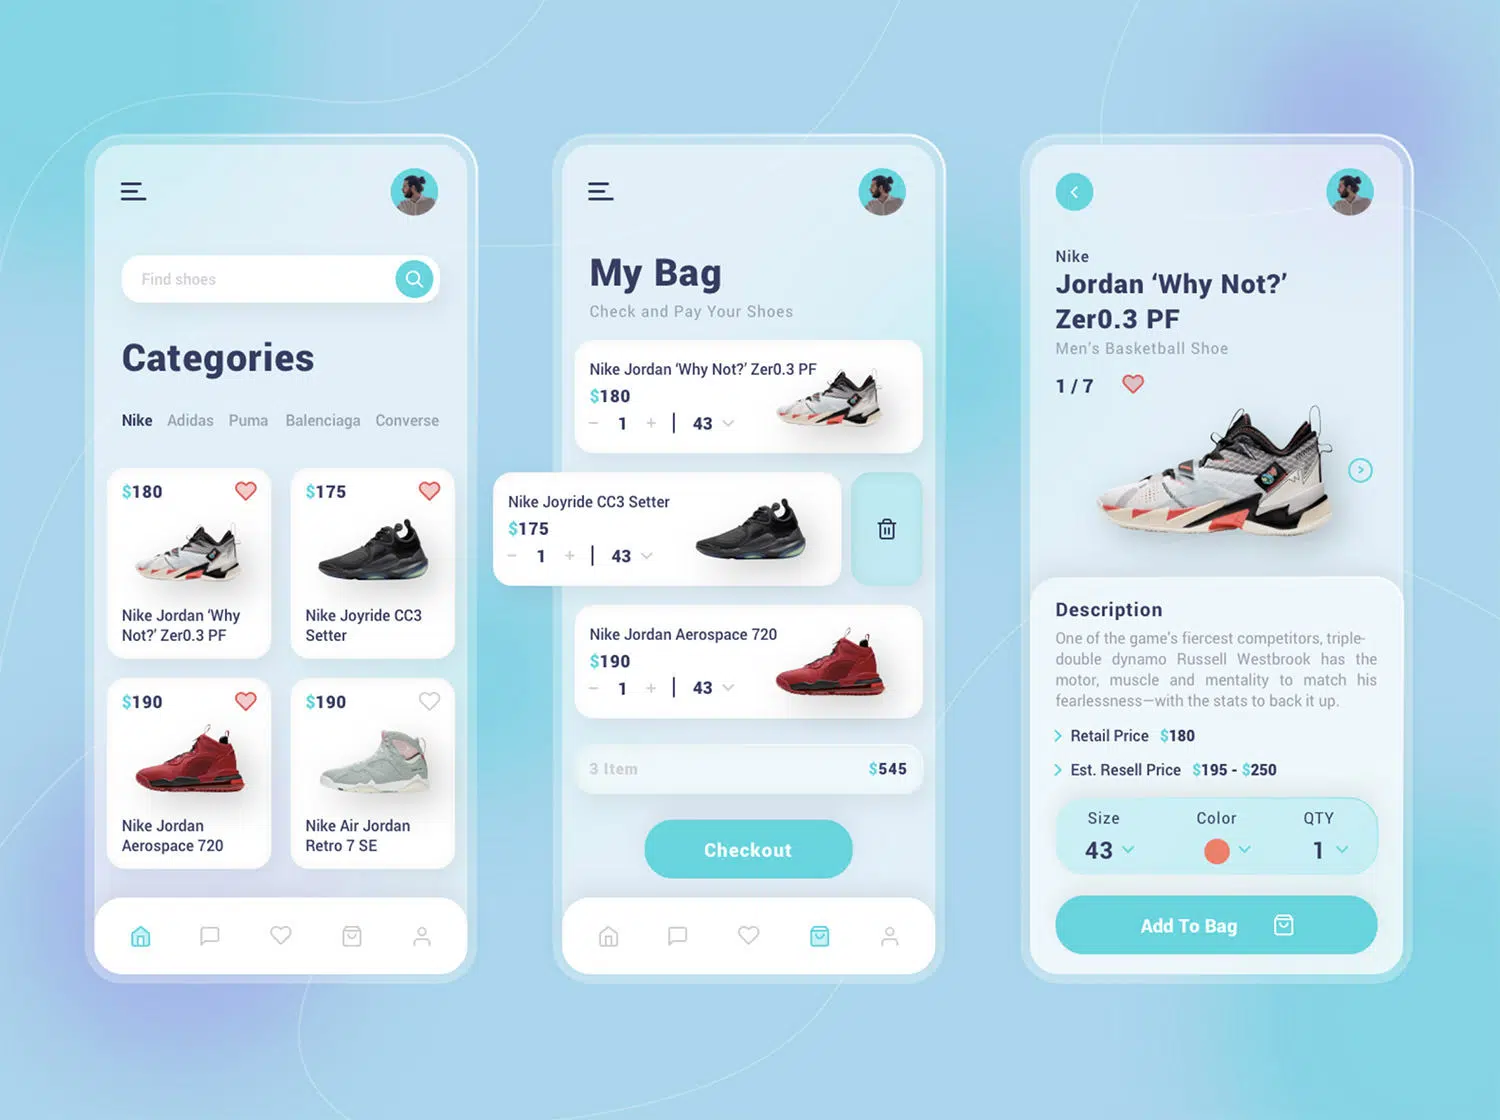 Find shoes
Categories
Nike Adidas Puma Balenciaga Converse
$180
Nike Jordan ‘Why
Not?’ Zer0.3 PF
$175
Nike Joyride CC3
Setter
$190
Nike Jordan
Aerospace 720
$190
Nike Air Jordan
Retro 7 SE
My Bag
Check and Pay Your Shoes
Nike Jordan ‘Why Not?’ Zer0.3 PF
$180
− 1 + | 43
Nike Joyride CC3 Setter
$175
− 1 + | 43
Nike Jordan Aerospace 720
$190
− 1 + | 43
3 Item $545
Checkout
Nike
Jordan ‘Why Not?’
Zer0.3 PF
Men’s Basketball Shoe
1 / 7
Description
One of the game’s fiercest competitors, triple-
double dynamo Russell Westbrook has the
motor, muscle and mentality to match his
fearlessness—with the stats to back it up.
Retail Price $180
Est. Resell Price $195 - $250
Size Color QTY
43 1
Add To Bag